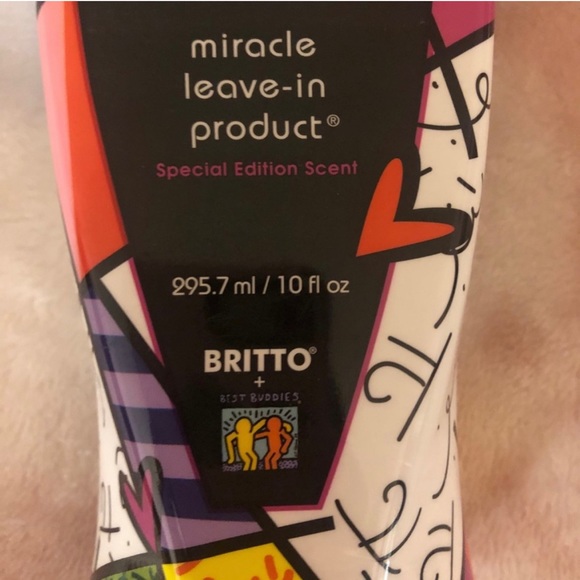 miracle
leave-in
product®
Special Edition Scent
295.7 ml / 10 fl oz
BRITTO®
+
BEST BUDDIES